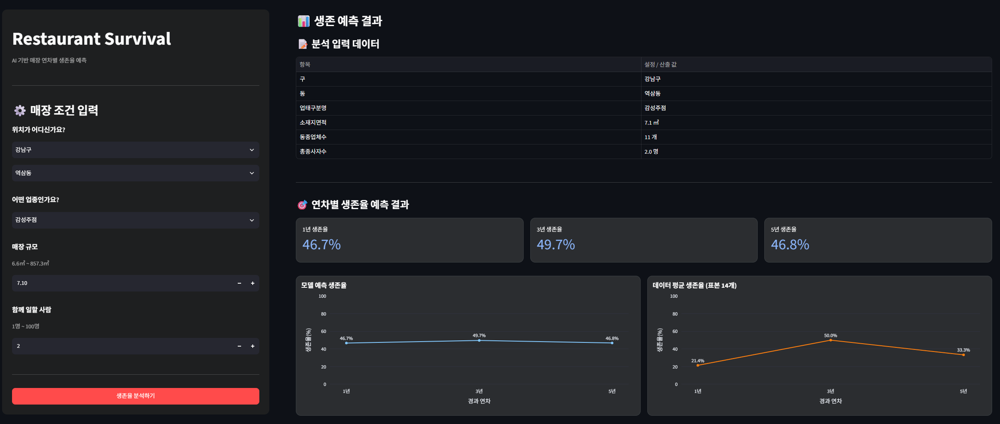 Restaurant Survival
AI 기반 매장 연차별 생존율 예측
매장 조건 입력
위치가 어디신가요?
강남구
역삼동
어떤 업종인가요?
감성주점
매장 규모
6.6㎡ ~ 857.3㎡
7.10
함께 일할 사람
1명 ~ 100명
2
생존율 분석하기
생존 예측 결과
분석 입력 데이터
항목 설정 / 산출 값
구 강남구
동 역삼동
업태구분명 감성주점
소재지면적 7.1 ㎡
동종업체수 11 개
총종사자수 2.0 명
연차별 생존율 예측 결과
1년 생존율
46.7%
3년 생존율
49.7%
5년 생존율
46.8%
모델 예측 생존율
100
80
60
40
20
0
생존율(%)
46.7%
49.7%
46.8%
1년 3년 5년
경과 연차
데이터 평균 생존율 (표본 14개)
100
80
60
40
20
0
생존율(%)
21.4%
50.0%
33.3%
1년 3년 5년
경과 연차